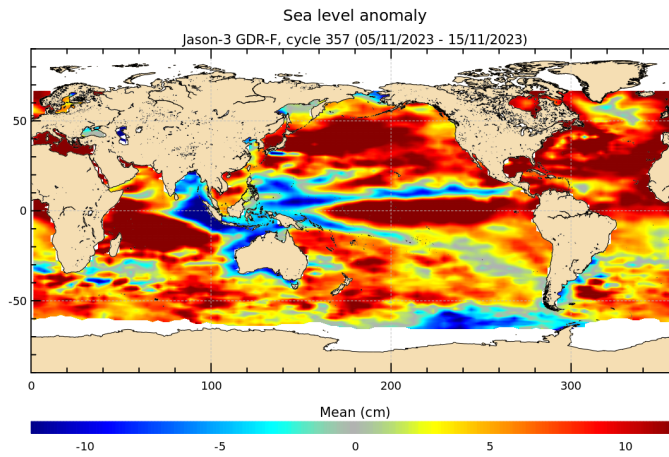 Sea level anomaly
Jason-3 GDR-F, cycle 357 (05/11/2023 - 15/11/2023)
50
0
-50
0 100 200 300
Mean (cm)
-10 -5 0 5 10